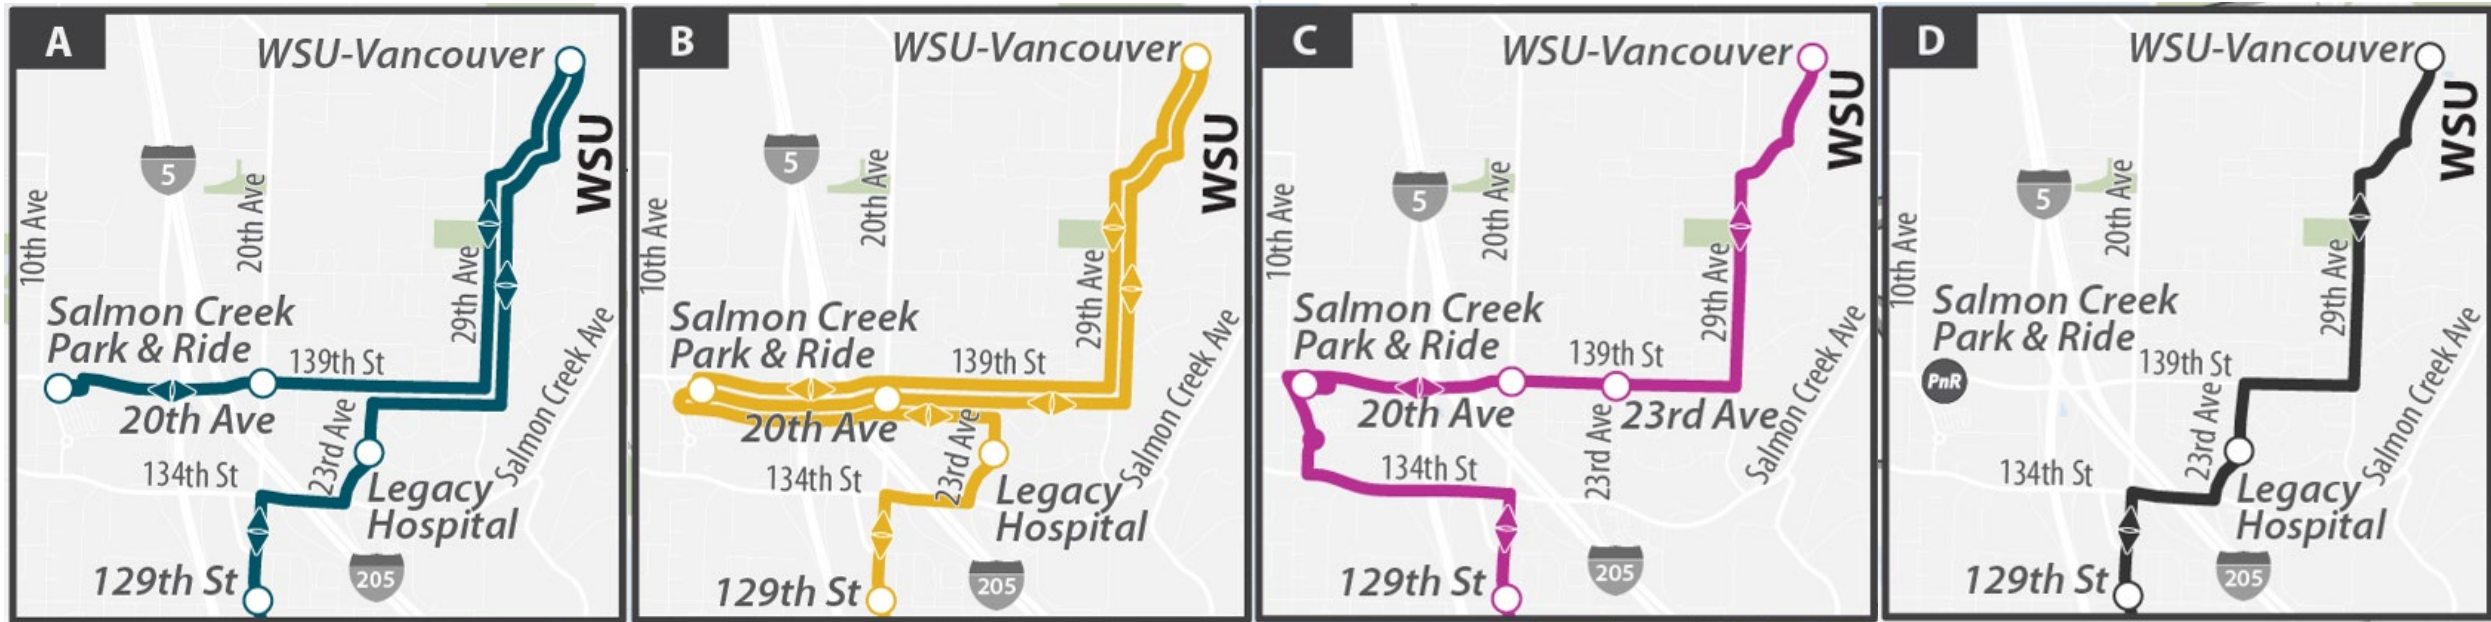 A
WSU-Vancouver
WSU
5
10th Ave
20th Ave
29th Ave
Salmon Creek
Park & Ride
139th St
20th Ave
23rd Ave
Salmon Creek Ave
134th St
Legacy
Hospital
129th St
205
B
WSU-Vancouver
WSU
5
10th Ave
20th Ave
29th Ave
Salmon Creek
Park & Ride
139th St
20th Ave
23rd Ave
Salmon Creek Ave
134th St
Legacy
Hospital
129th St
205
C
WSU-Vancouver
WSU
5
10th Ave
20th Ave
29th Ave
Salmon Creek
Park & Ride
139th St
20th Ave
23rd Ave
23rd Ave
Salmon Creek Ave
134th St
129th St
205
D
WSU-Vancouver
WSU
5
10th Ave
20th Ave
29th Ave
Salmon Creek
Park & Ride
139th St
PnR
23rd Ave
Salmon Creek Ave
134th St
Legacy
Hospital
129th St
205